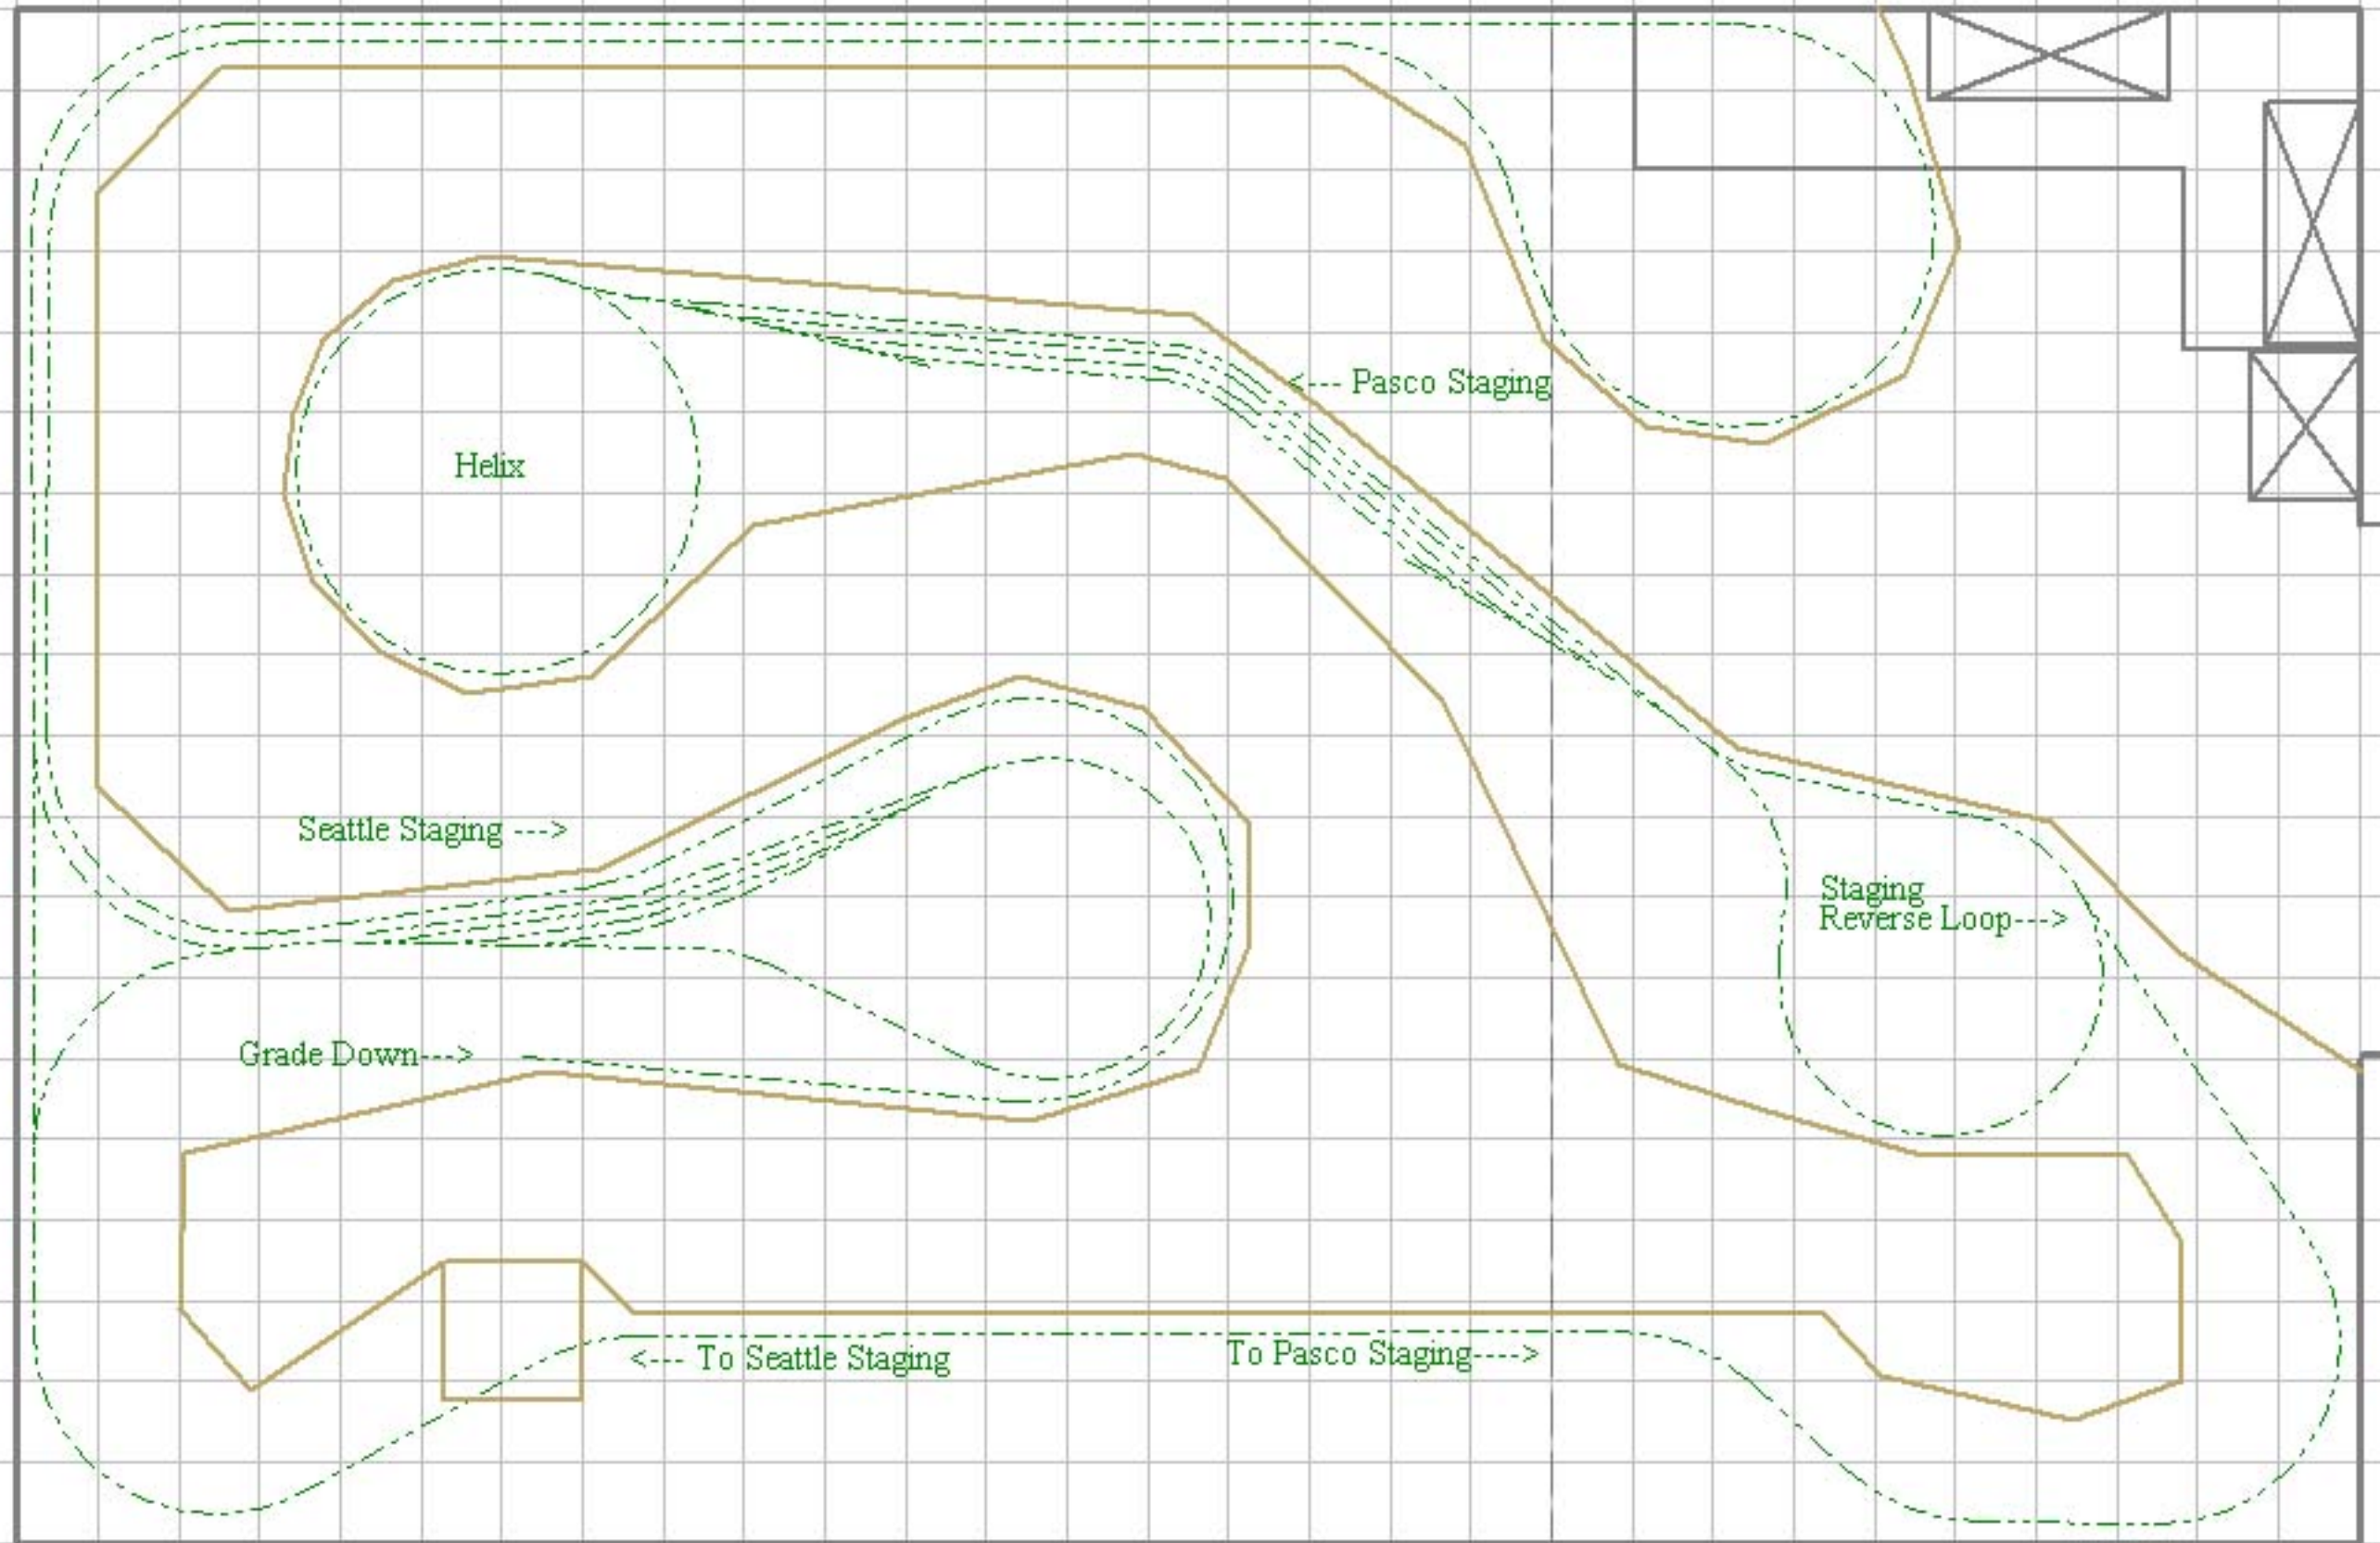 <--- Pasco Staging
Helix
Seattle Staging --->
Staging
Reverse Loop--->
Grade Down--->
<--- To Seattle Staging
To Pasco Staging---->